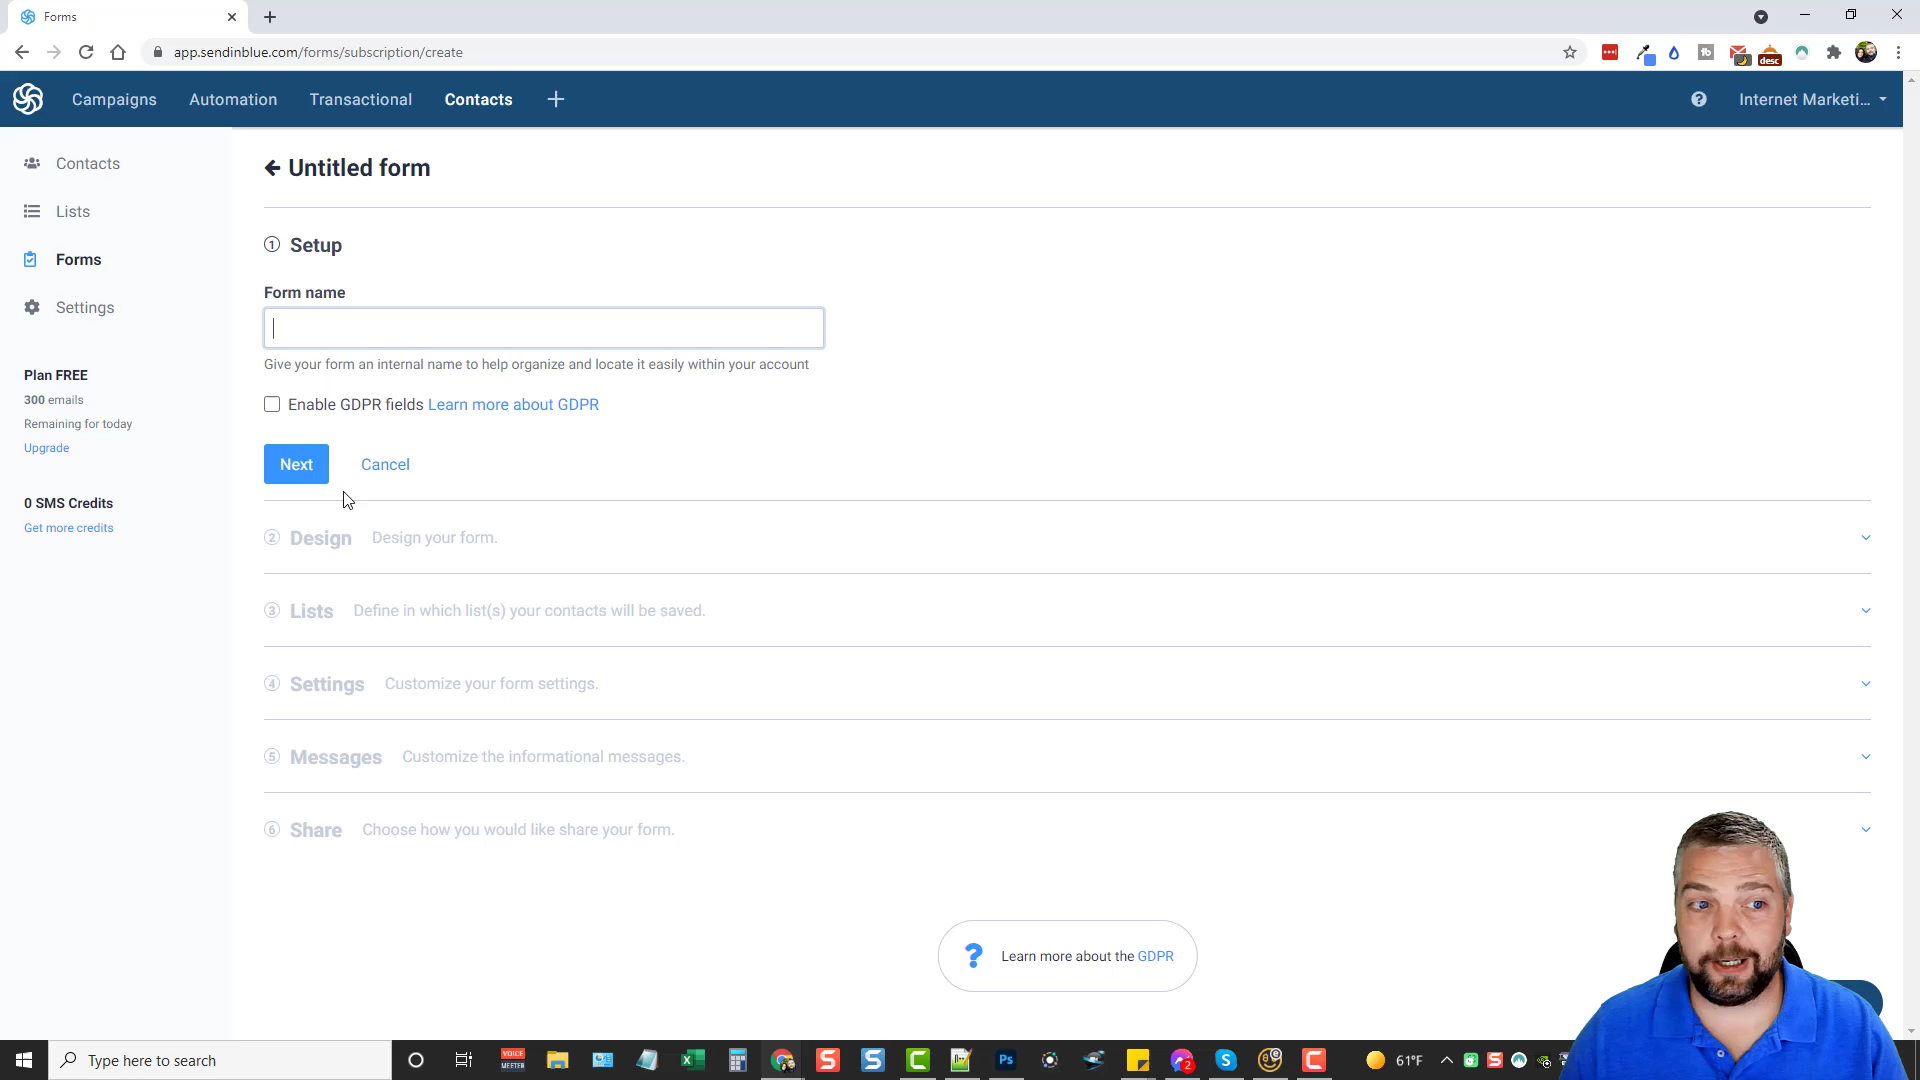 Forms
app.sendinblue.com/forms/subscription/create
desc
Campaigns
Automation
Transactional
Contacts
Internet Marketi...
Contacts
Lists
Forms
Settings
Plan FREE
300 emails
Remaining for today
Upgrade
0 SMS Credits
Get more credits
Untitled form
1 Setup
Form name
Give your form an internal name to help organize and locate it easily within your account
Enable GDPR fields Learn more about GDPR
Next
Cancel
2 Design Design your form.
3 Lists Define in which list(s) your contacts will be saved.
4 Settings Customize your form settings.
5 Messages Customize the informational messages.
6 Share Choose how you would like share your form.
? Learn more about the GDPR
Type here to search
VOICE
MEETER
Ps
2
61°F